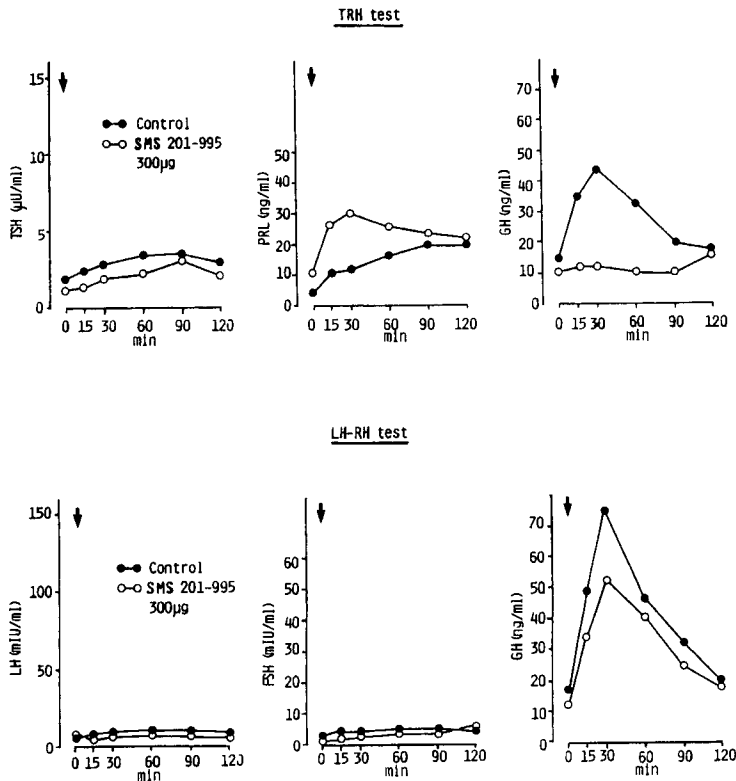 TRH test
TSH (μU/ml)
15
10
5
0
Control
SMS 201-995
300μg
0 15 30 60 90 120
min
PRL (ng/ml)
50
40
30
20
10
0
0 15 30 60 90 120
min
GH (ng/ml)
70
60
50
40
30
20
10
0
0 15 30 60 90 120
min
LH-RH test
LH (mIU/ml)
150
100
50
0
Control
SMS 201-995
300μg
0 15 30 60 90 120
min
FSH (mIU/ml)
60
50
40
30
20
10
0
0 15 30 60 90 120
min
GH (ng/ml)
70
60
50
40
30
20
10
0
0 15 30 60 90 120
min